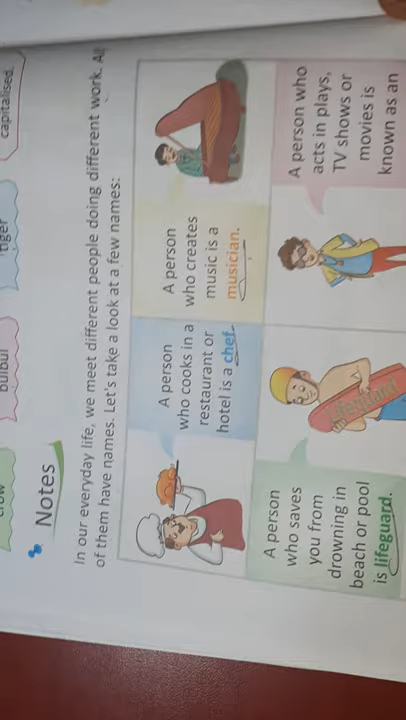 capitalised.
tiger
bulbul
crow
Notes
In our everyday life, we meet different people doing different work. All
of them have names. Let's take a look at a few names:
A person
who cooks in a
restaurant or
hotel is a chef.
A person
who creates
music is a
musician.
A person
who saves
you from
drowning in
beach or pool
is lifeguard.
lifeguard
A person who
acts in plays,
TV shows or
movies is
known as an